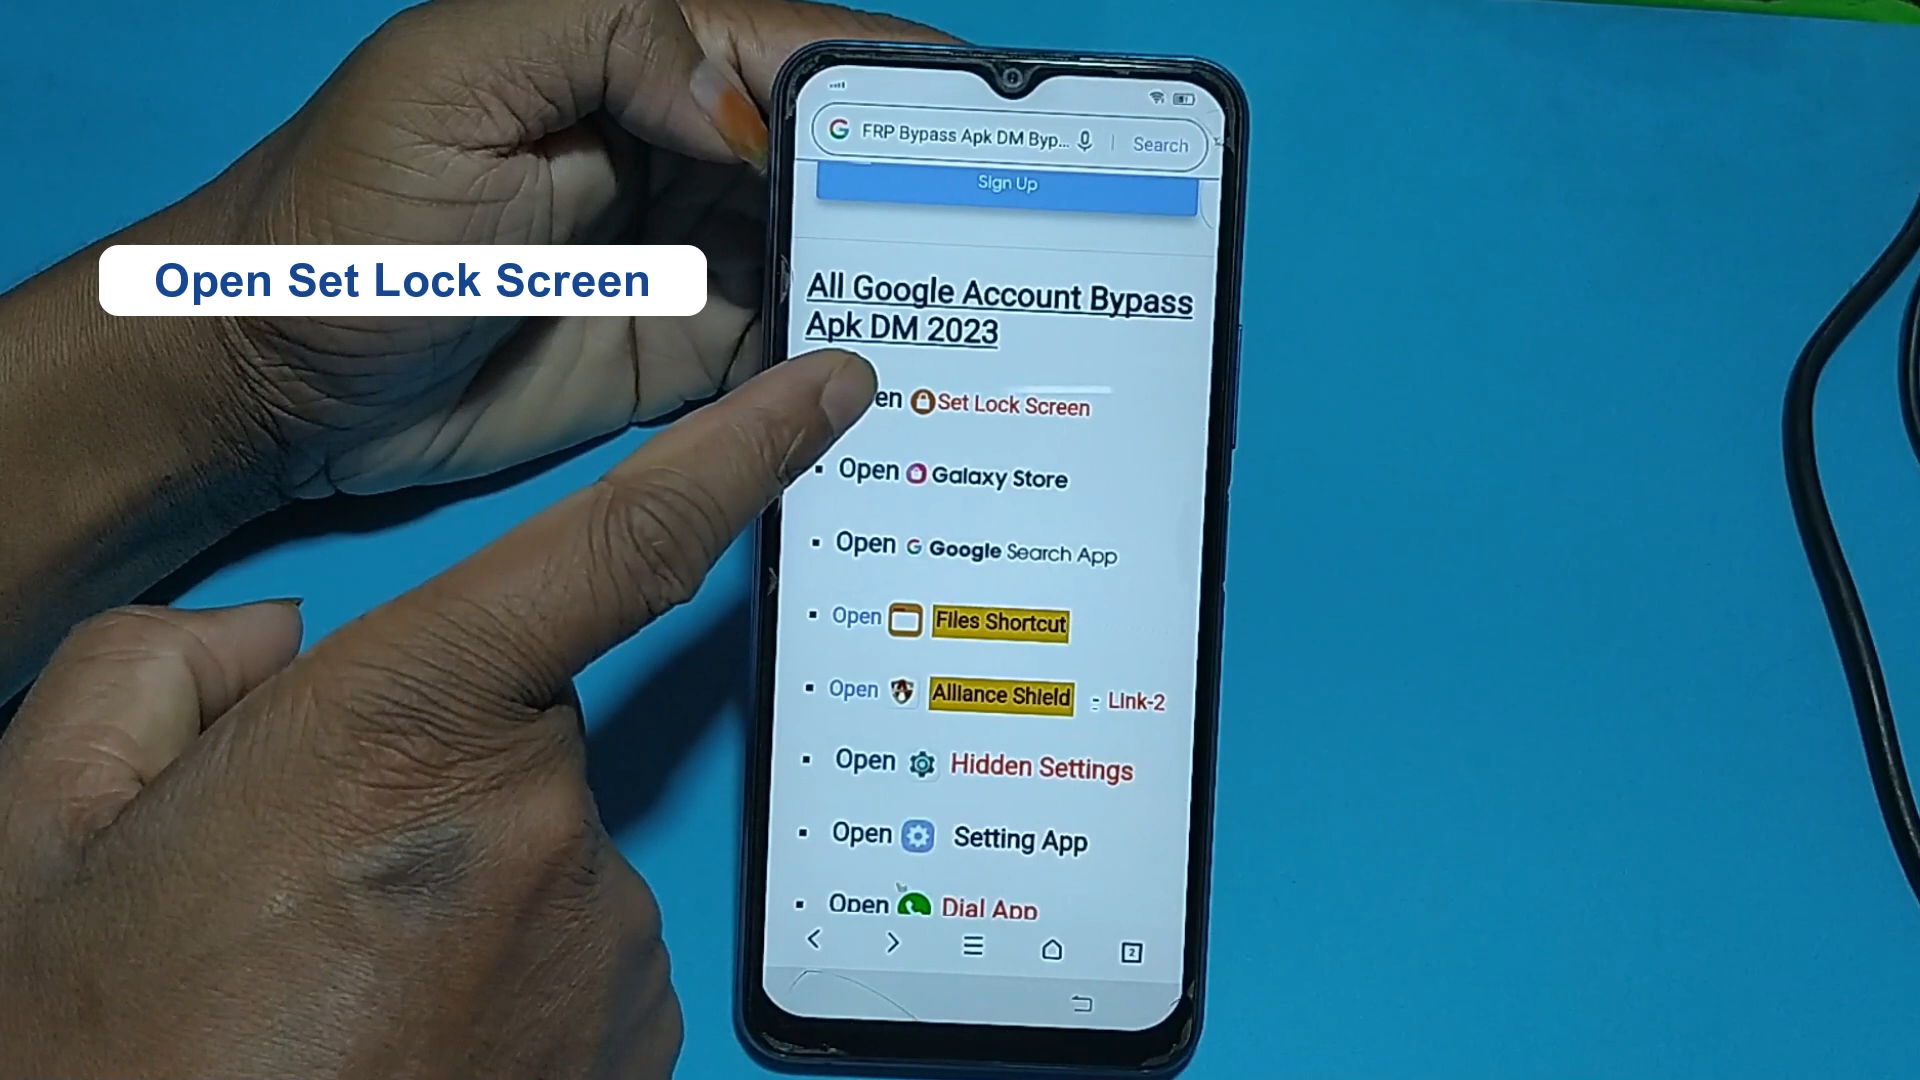 FRP Bypass Apk DM Byp... Search
Sign Up
Open Set Lock Screen
All Google Account Bypass
Apk DM 2023
en Set Lock Screen
Open Galaxy Store
Open G Google Search App
Open Files Shortcut
Open Alliance Shield - Link-2
Open Hidden Settings
Open Setting App
Open Dial App
2